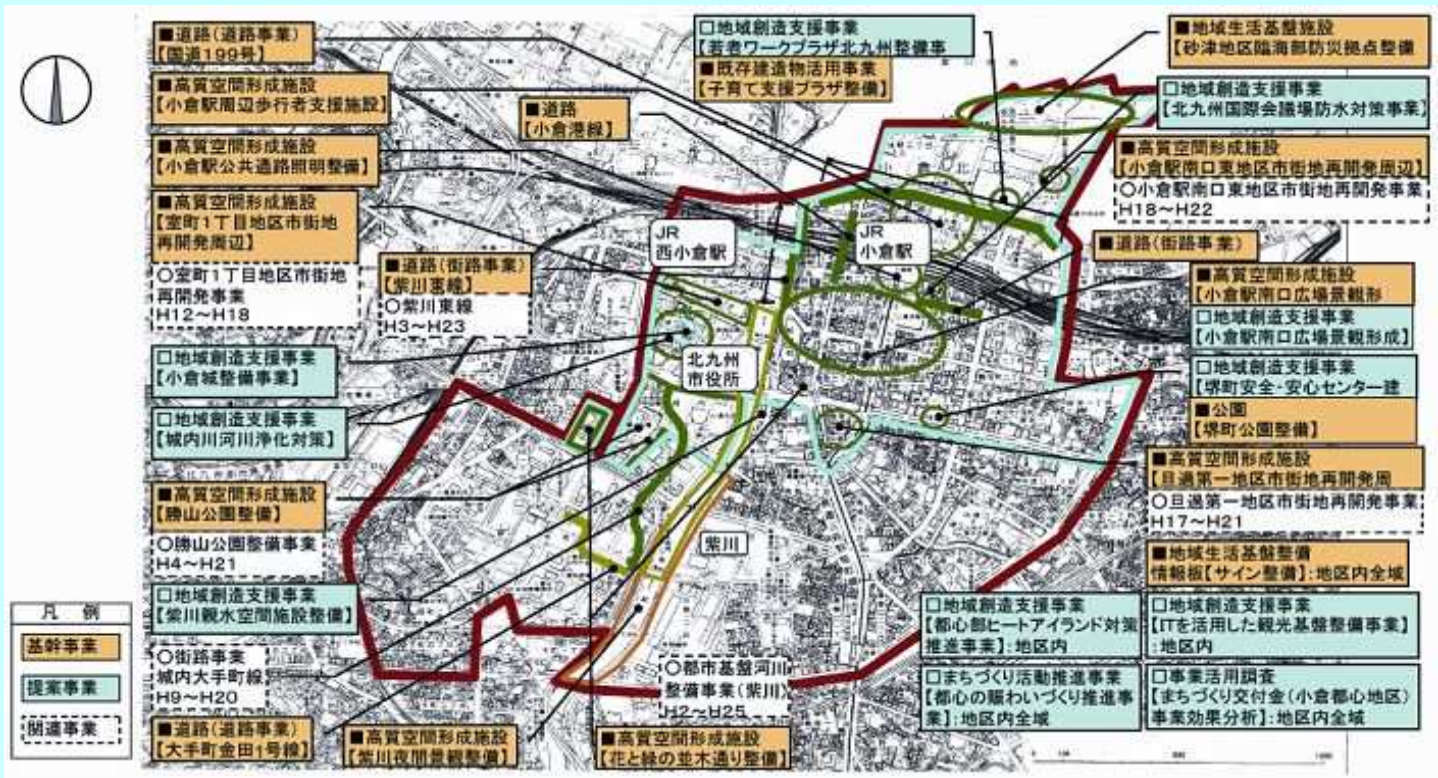 ■道路(道路事業)
【国道199号】
■高質空間形成施設
【小倉駅周辺歩行者支援施設】
■高質空間形成施設
【小倉駅公共通路照明整備】
■高質空間形成施設
【室町1丁目地区市街地
再開発周辺】
○室町1丁目地区市街地
再開発事業
H12～H18
■道路(街路事業)
【紫川東線】
○紫川東線
H3～H23
□地域創造支援事業
【小倉城整備事業】
□地域創造支援事業
【城内川河川浄化対策】
■高質空間形成施設
【勝山公園整備】
○勝山公園整備事業
H4～H21
□地域創造支援事業
【紫川親水空間施設整備】
○街路事業
城内大手町線
H9～H20
■道路(道路事業)
【大手町金田1号線】
凡 例
基幹事業
提案事業
関連事業
■高質空間形成施設
【紫川夜間景観整備】
■高質空間形成施設
【花と緑の並木通り整備】
○都市基盤河川
整備事業(紫川)
H2～H25
■道路
【小倉港線】
□地域創造支援事業
【若者ワークプラザ北九州整備事
■既存建造物活用事業
【子育て支援プラザ整備】
JR
西小倉駅
JR
小倉駅
北九州
市役所
紫川
■地域生活基盤施設
【砂津地区臨海部防災拠点整備
□地域創造支援事業
【北九州国際会議場防水対策事業】
■高質空間形成施設
【小倉駅南口東地区市街地再開発周辺】
○小倉駅南口東地区市街地再開発事業
H18～H22
■道路(街路事業)
■高質空間形成施設
【小倉駅南口広場景観形
□地域創造支援事業
【小倉駅南口広場景観形成】
□地域創造支援事業
【堺町安全・安心センター建
■公園
【堺町公園整備】
■高質空間形成施設
【旦過第一地区市街地再開発周
○旦過第一地区市街地再開発事業
H17～H21
■地域生活基盤整備
情報板【サイン整備】:地区内全域
□地域創造支援事業
【都心部ヒートアイランド対策
推進事業】:地区内
□地域創造支援事業
【ITを活用した観光基盤整備事業】
:地区内
□まちづくり活動推進事業
【都心の賑わいづくり推進事
業】:地区内全域
□事業活用調査
【まちづくり交付金(小倉都心地区)
事業効果分析】:地区内全域